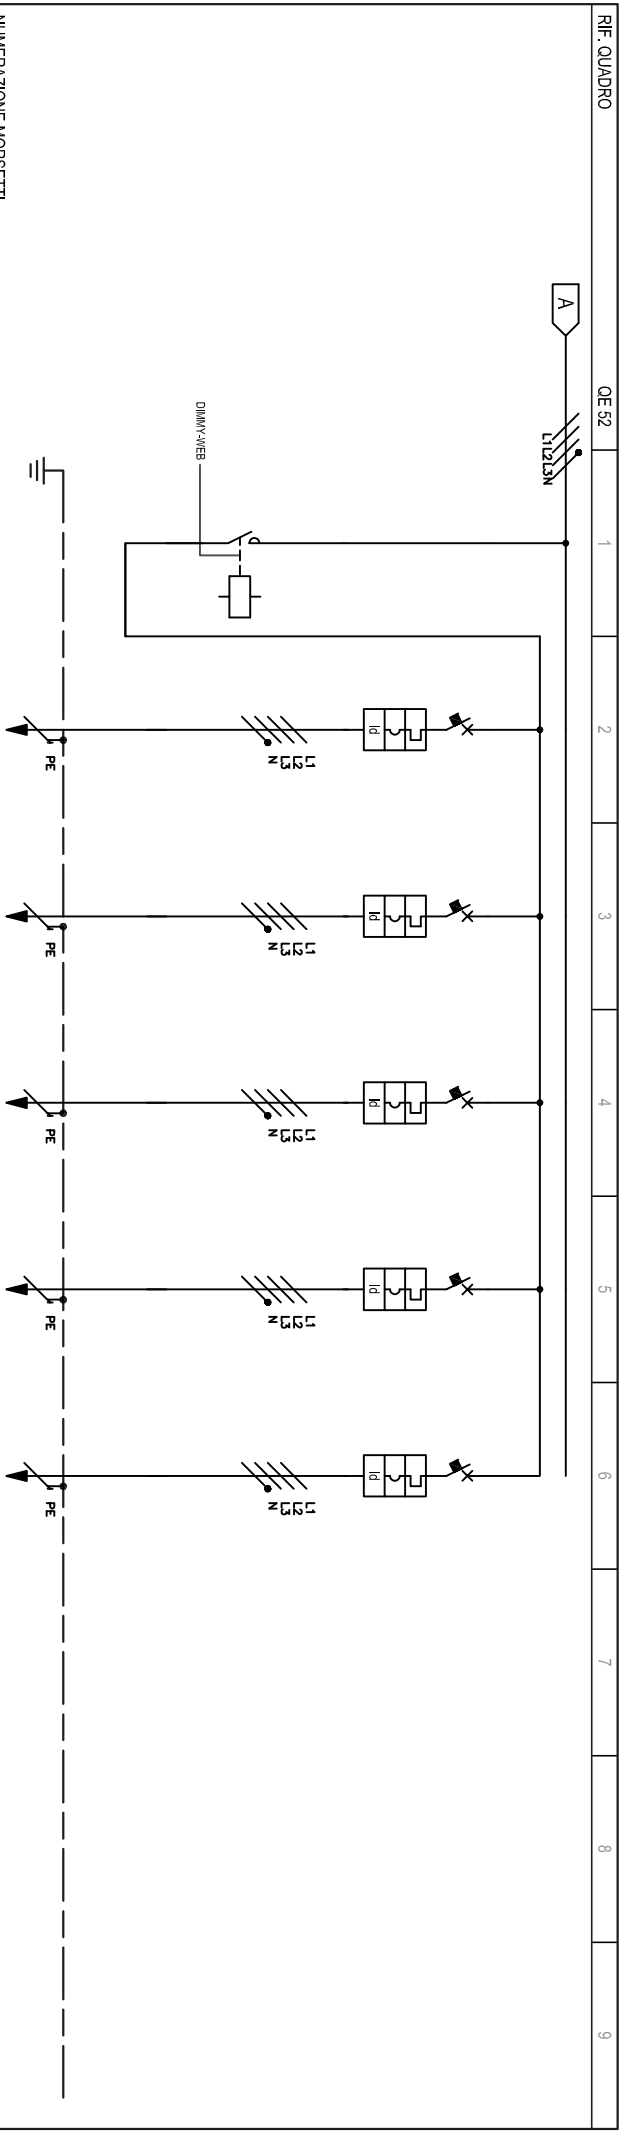 RIF. QUADRO QE 52 1 2 3 4 5 6 7 8 9
A
L1L2L3N
DIMMY-WEB
Id Id Id Id Id
L1 L1 L1 L1 L1
L2 L2 L2 L2 L2
L3 L3 L3 L3 L3
N N N N N
PE PE PE PE PE
NUMERAZIONE MORSETTI